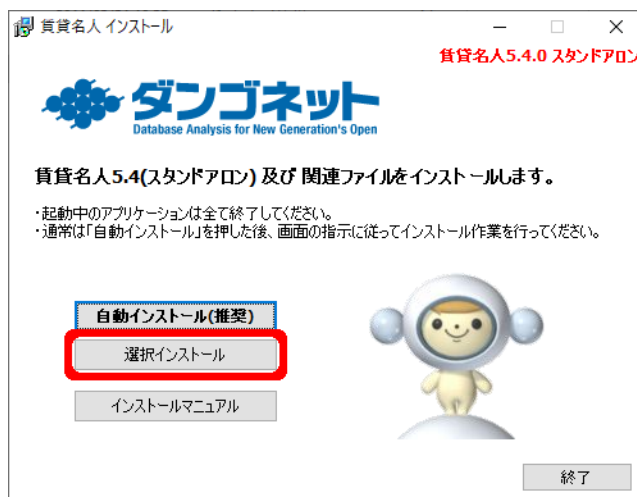 賃貸名人 インストール
賃貸名人5.4.0 スタンドアロン
ダンゴネット
Database Analysis for New Generation's Open
賃貸名人5.4(スタンドアロン) 及び 関連ファイルをインストールします。
・起動中のアプリケーションは全て終了してください。
・通常は「自動インストール」を押した後、画面の指示に従ってインストール作業を行ってください。
自動インストール(推奨)
選択インストール
インストールマニュアル
終了